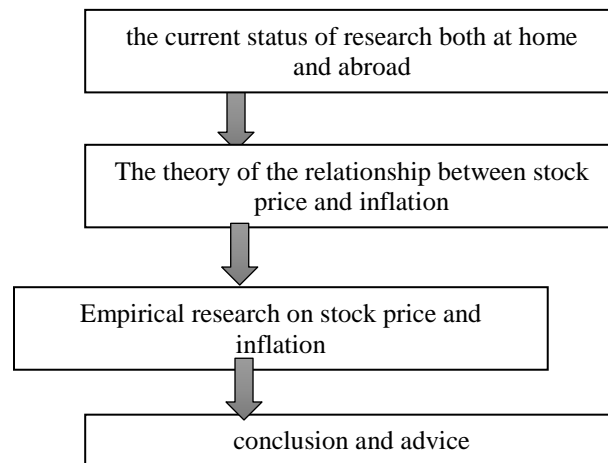 the current status of research both at home
and abroad
The theory of the relationship between stock
price and inflation
Empirical research on stock price and
inflation
conclusion and advice